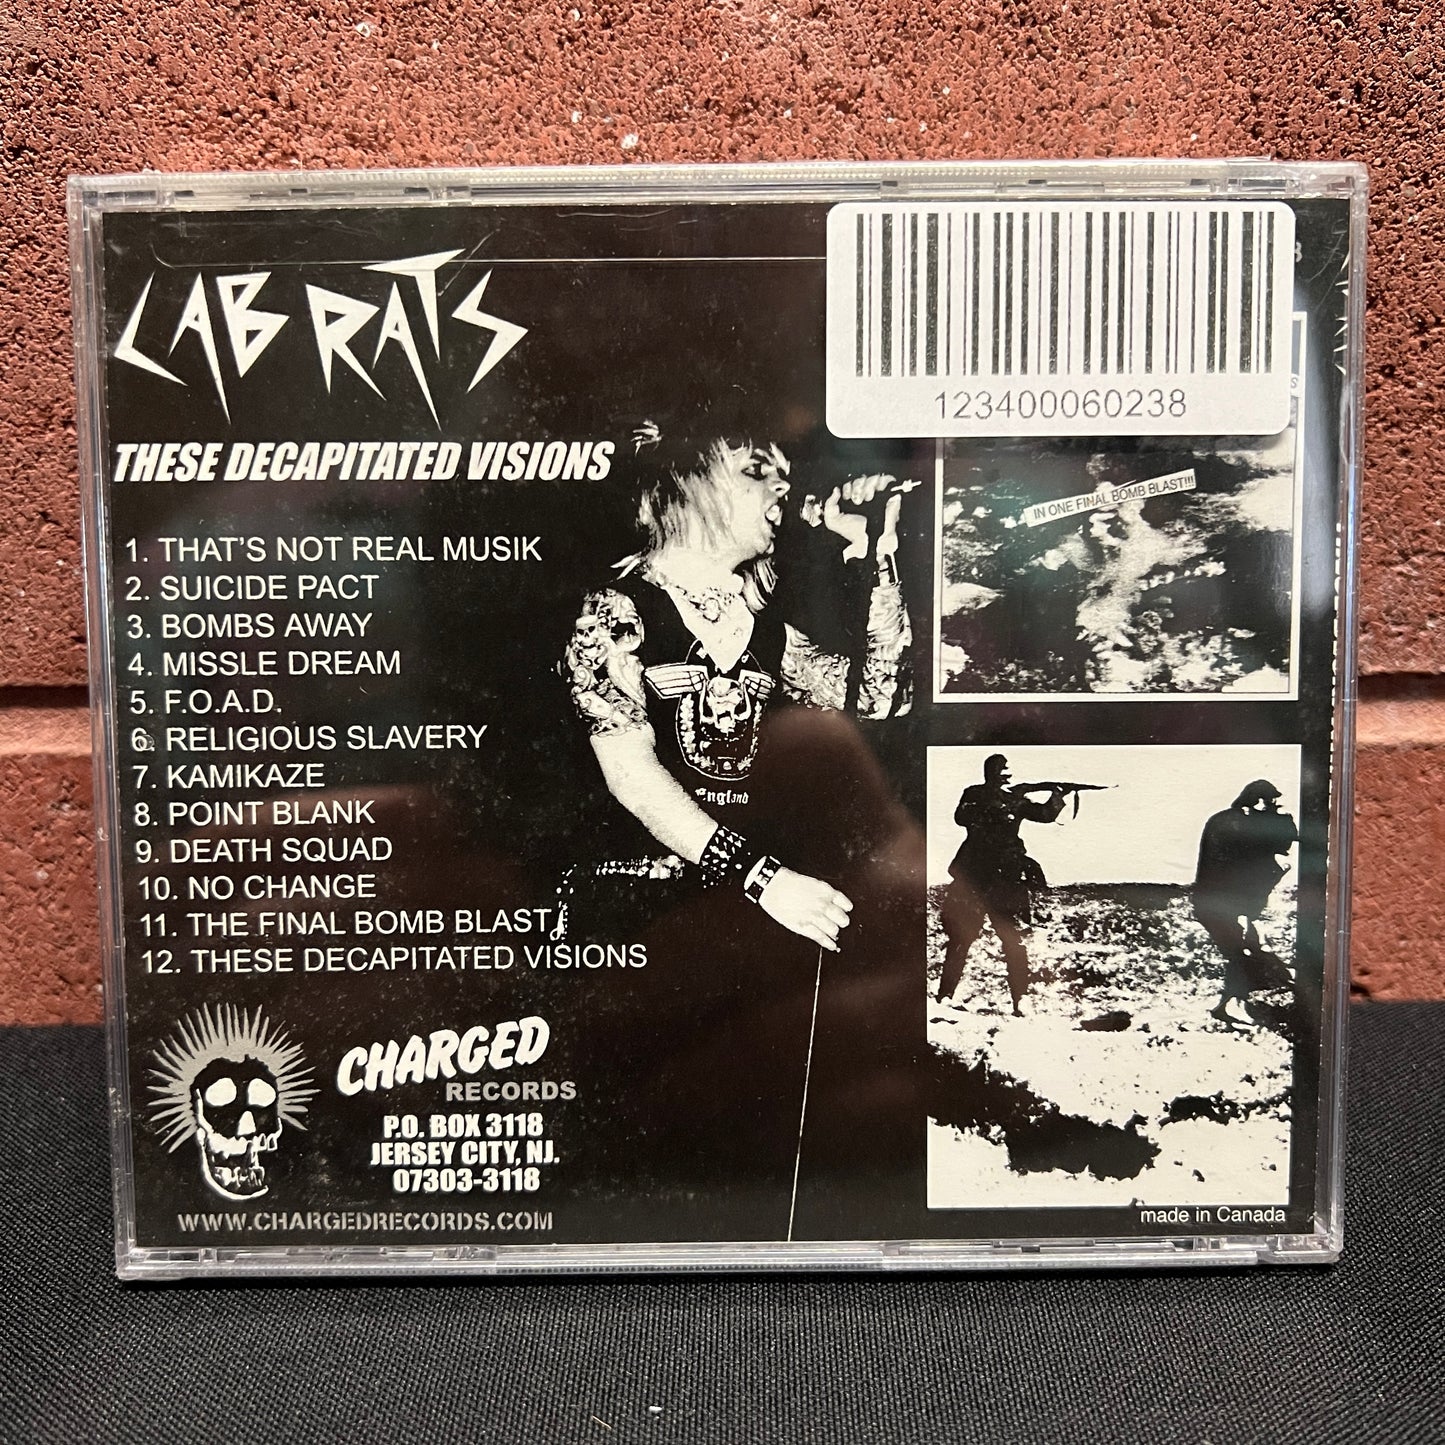 LAB RATS
THESE DECAPITATED VISIONS
1. THAT'S NOT REAL MUSIK
2. SUICIDE PACT
3. BOMBS AWAY
4. MISSLE DREAM
5. F.O.A.D.
6. RELIGIOUS SLAVERY
7. KAMIKAZE
8. POINT BLANK
9. DEATH SQUAD
10. NO CHANGE
11. THE FINAL BOMB BLAST
12. THESE DECAPITATED VISIONS
CHARGED
RECORDS
P.O. BOX 3118
JERSEY CITY, NJ.
07303-3118
WWW.CHARGEDRECORDS.COM
England
123400060238
IN ONE FINAL BOMB BLAST!!!
made in Canada